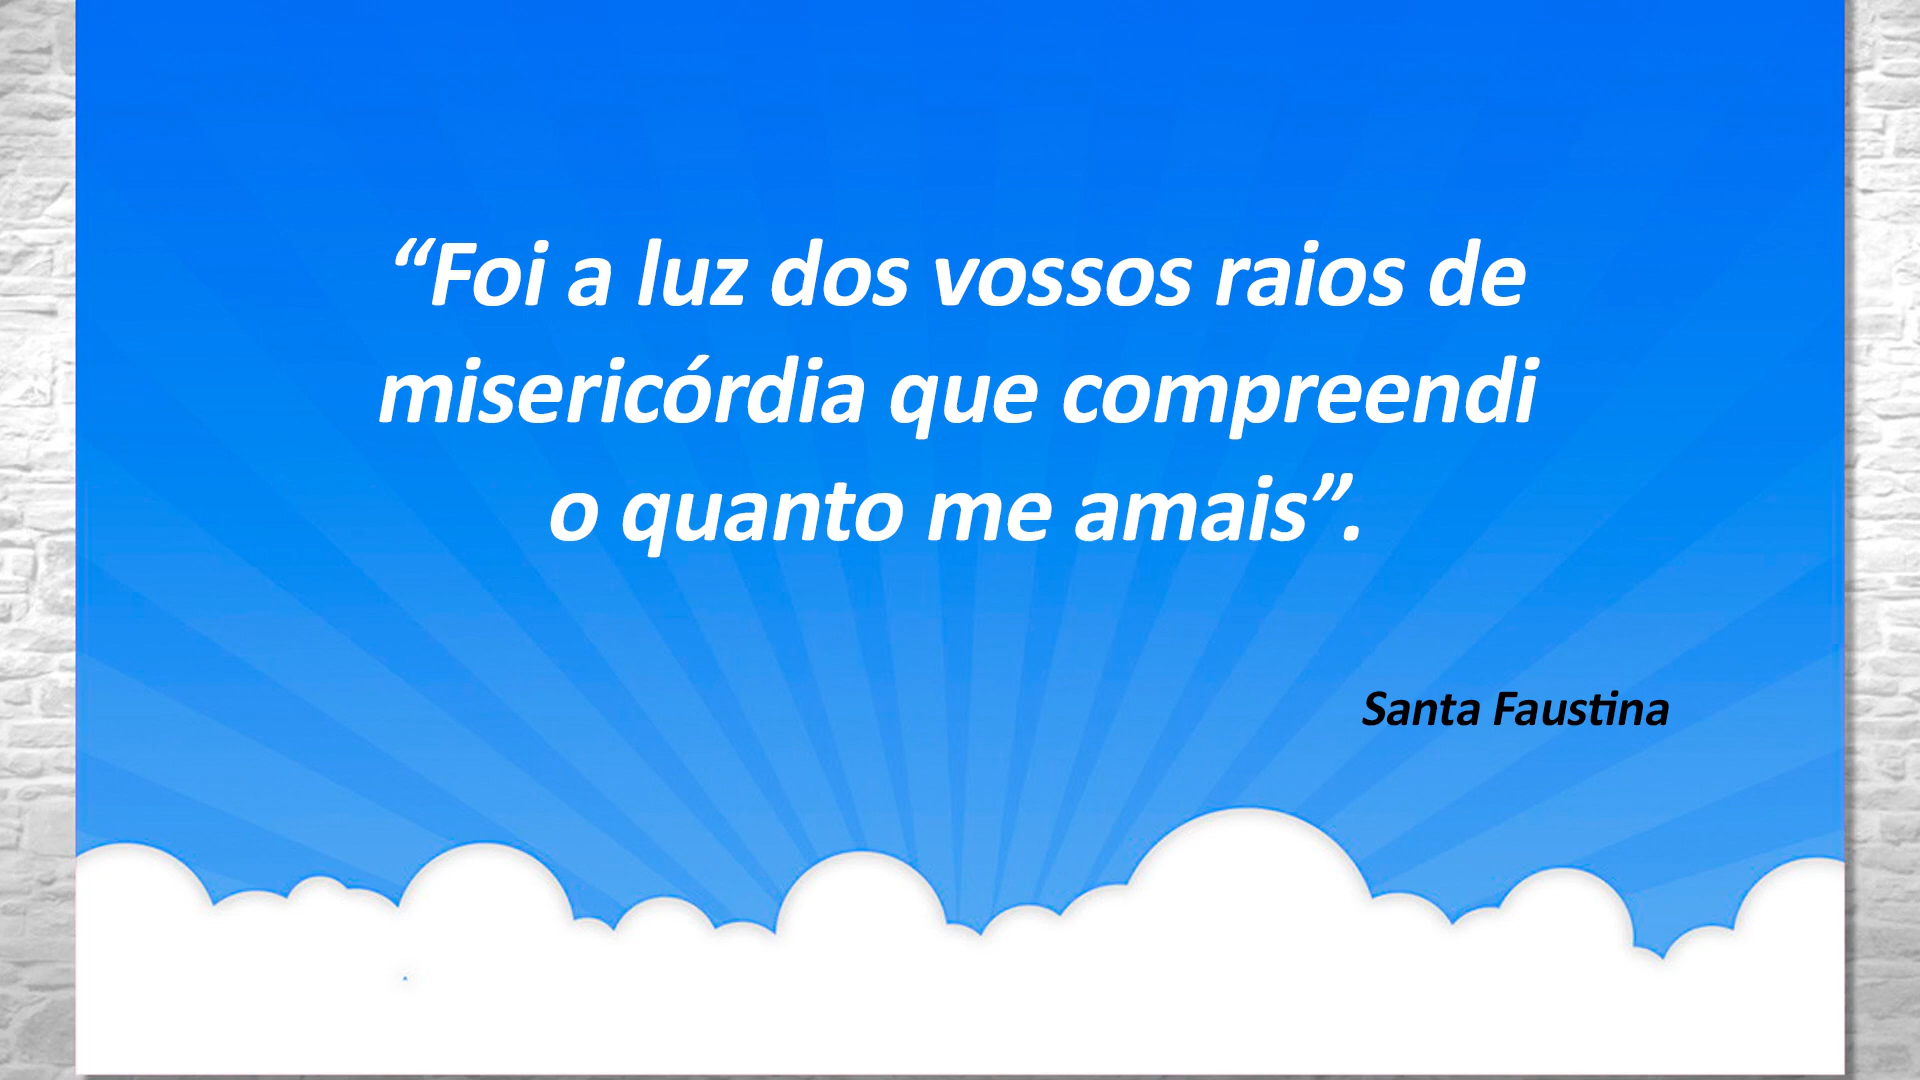 “Foi a luz dos vossos raios de
misericórdia que compreendi
o quanto me amais”.
Santa Faustina